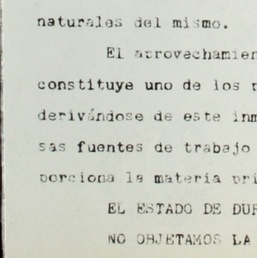 naturales del mismo.
El aprovechamien
constituye uno de los
derivándose de este inm
sas fuentes de trabajo
porciona la materia pri
EL ESTADO DE DUR
NO OBJETAMOS LA